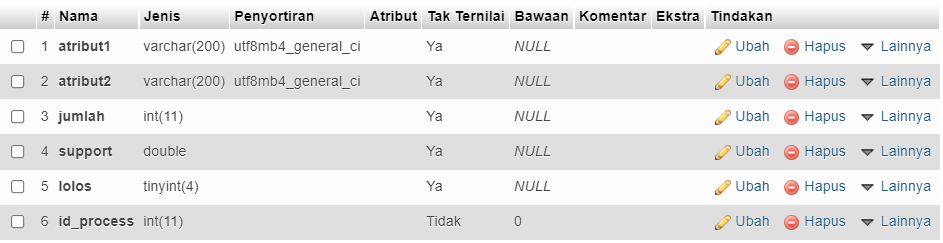 # Nama Jenis Penyortiran Atribut Tak Ternilai Bawaan Komentar Ekstra Tindakan
1 atribut1 varchar(200) utf8mb4_general_ci Ya NULL Ubah Hapus Lainnya
2 atribut2 varchar(200) utf8mb4_general_ci Ya NULL Ubah Hapus Lainnya
3 jumlah int(11) Ya NULL Ubah Hapus Lainnya
4 support double Ya NULL Ubah Hapus Lainnya
5 lolos tinyint(4) Ya NULL Ubah Hapus Lainnya
6 id_process int(11) Tidak 0 Ubah Hapus Lainnya